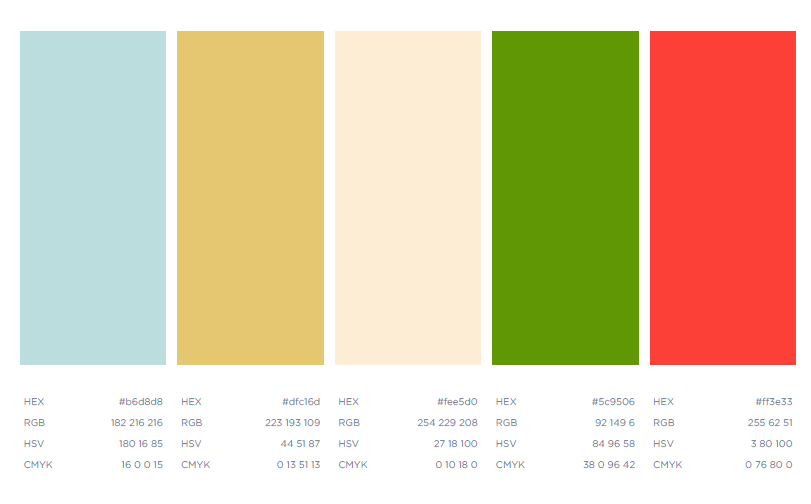 HEX #b6d8d8 HEX #dfc16d HEX #fee5d0 HEX #5c9506 HEX #ff3e33
RGB 182 216 216 RGB 223 193 109 RGB 254 229 208 RGB 92 149 6 RGB 255 62 51
HSV 180 16 85 HSV 44 51 87 HSV 27 18 100 HSV 84 96 58 HSV 3 80 100
CMYK 16 0 0 15 CMYK 0 13 51 13 CMYK 0 10 18 0 CMYK 38 0 96 42 CMYK 0 76 80 0